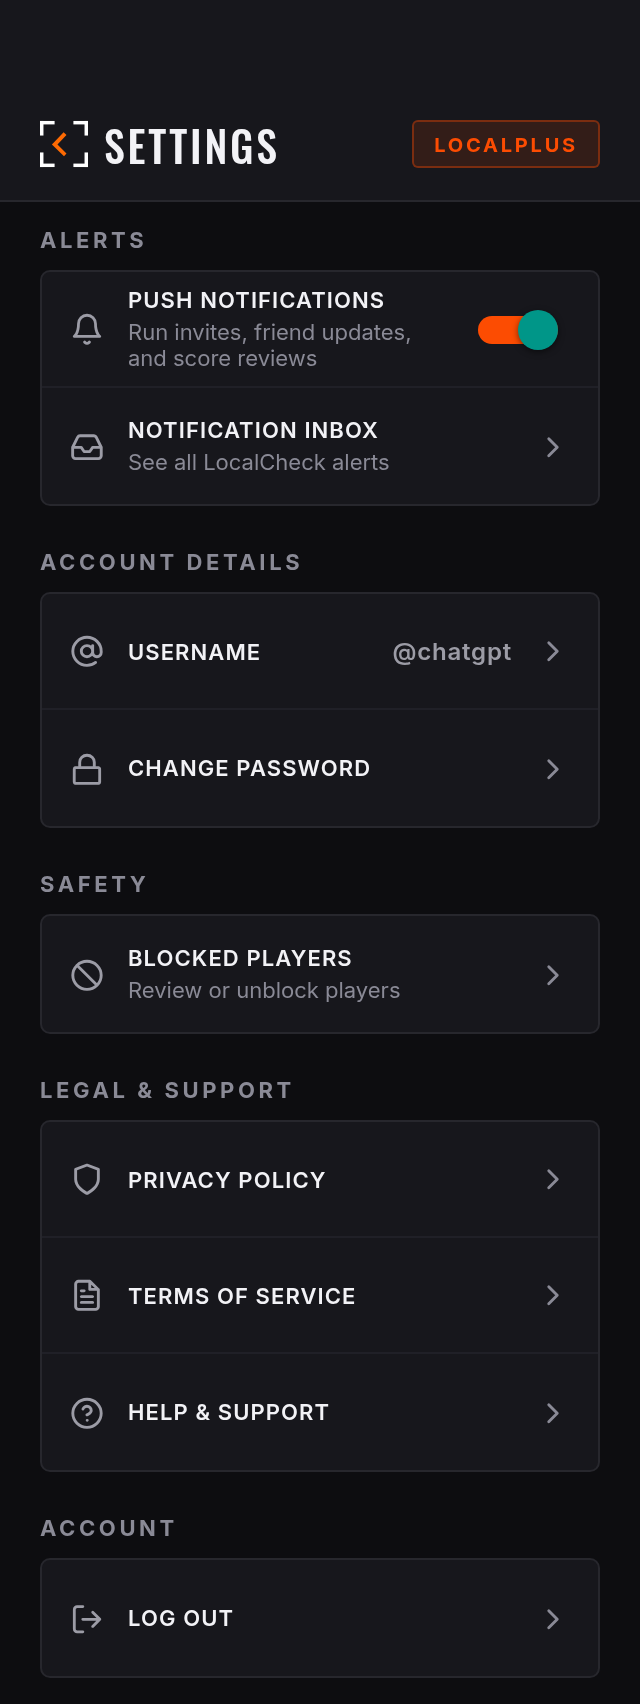 SETTINGS
LOCALPLUS
ALERTS
PUSH NOTIFICATIONS
Run invites, friend updates,
and score reviews
NOTIFICATION INBOX
See all LocalCheck alerts
ACCOUNT DETAILS
USERNAME @chatgpt
CHANGE PASSWORD
SAFETY
BLOCKED PLAYERS
Review or unblock players
LEGAL & SUPPORT
PRIVACY POLICY
TERMS OF SERVICE
HELP & SUPPORT
ACCOUNT
LOG OUT